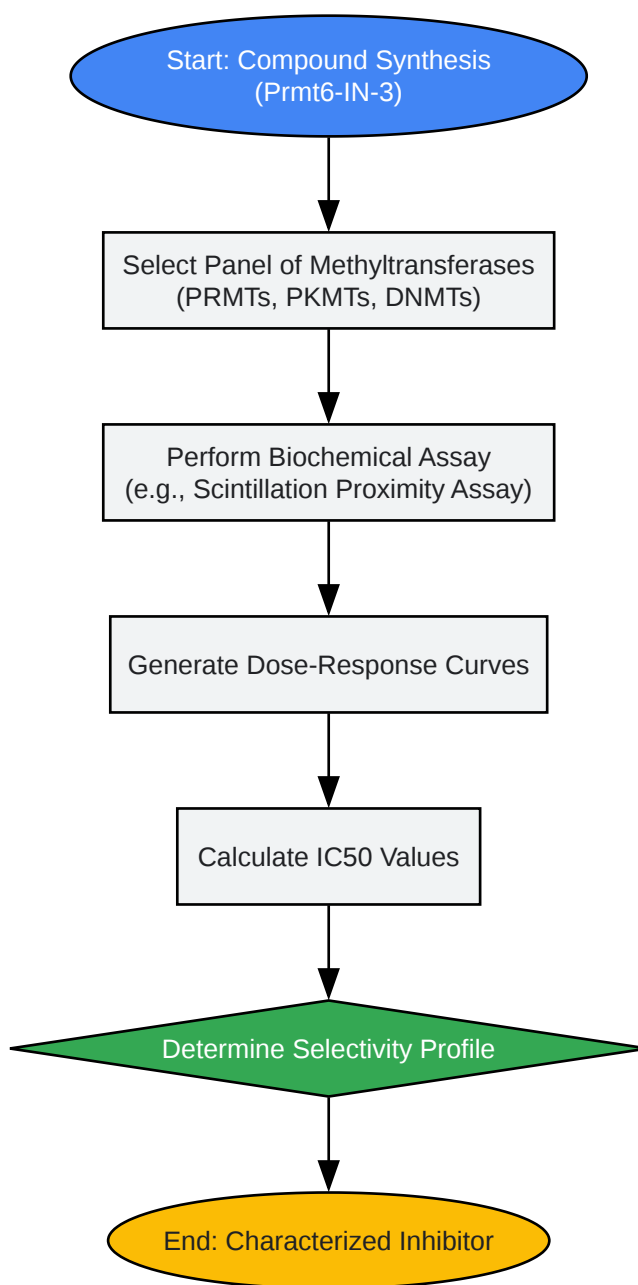 Start: Compound Synthesis
(Prmt6-IN-3)
Select Panel of Methyltransferases
(PRMTs, PKMTs, DNMTs)
Perform Biochemical Assay
(e.g., Scintillation Proximity Assay)
Generate Dose-Response Curves
Calculate IC50 Values
Determine Selectivity Profile
End: Characterized Inhibitor